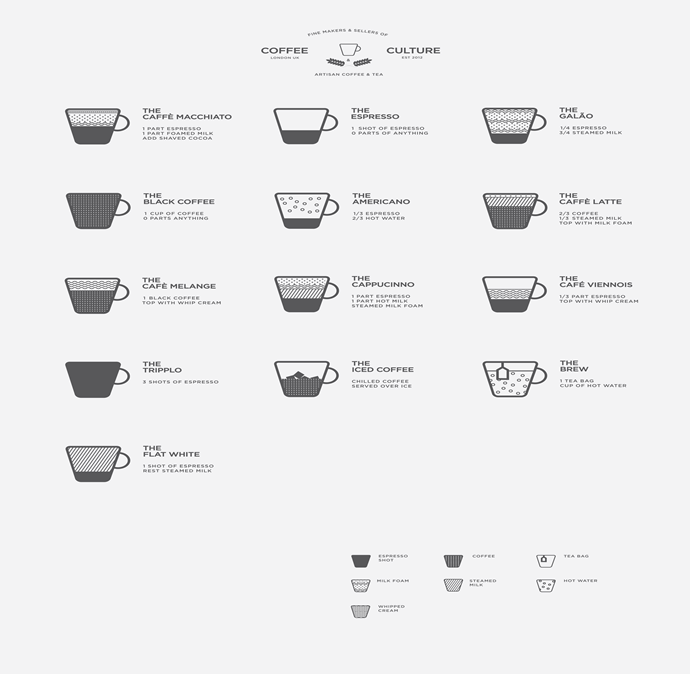 FINE MAKERS & SELLERS OF
COFFEE CULTURE
LONDON UK & EST 2012
ARTISAN COFFEE & TEA
THE
CAFFÈ MACCHIATO
1 PART ESPRESSO
1 PART FOAMED MILK
ADD SHAVED COCOA
THE
ESPRESSO
1 SHOT OF ESPRESSO
0 PARTS OF ANYTHING
THE
GALÃO
1/4 ESPRESSO
3/4 STEAMED MILK
THE
BLACK COFFEE
1 CUP OF COFFEE
0 PARTS ANYTHING
THE
AMERICANO
1/3 ESPRESSO
2/3 HOT WATER
THE
CAFFÈ LATTE
2/3 COFFEE
1/3 STEAMED MILK
TOP WITH MILK FOAM
THE
CAFÈ MELANGE
1 BLACK COFFEE
TOP WITH WHIP CREAM
THE
CAPPUCINNO
1 PART ESPRESSO
1 PART HOT MILK
STEAMED MILK FOAM
THE
CAFÉ VIENNOIS
1/3 PART ESPRESSO
TOP WITH WHIP CREAM
THE
TRIPPLO
3 SHOTS OF ESPRESSO
THE
ICED COFFEE
CHILLED COFFEE
SERVED OVER ICE
THE
BREW
1 TEA BAG
CUP OF HOT WATER
THE
FLAT WHITE
1 SHOT OF ESPRESSO
REST STEAMED MILK
ESPRESSO
SHOT
COFFEE
TEA BAG
MILK FOAM
STEAMED
MILK
HOT WATER
WHIPPED
CREAM